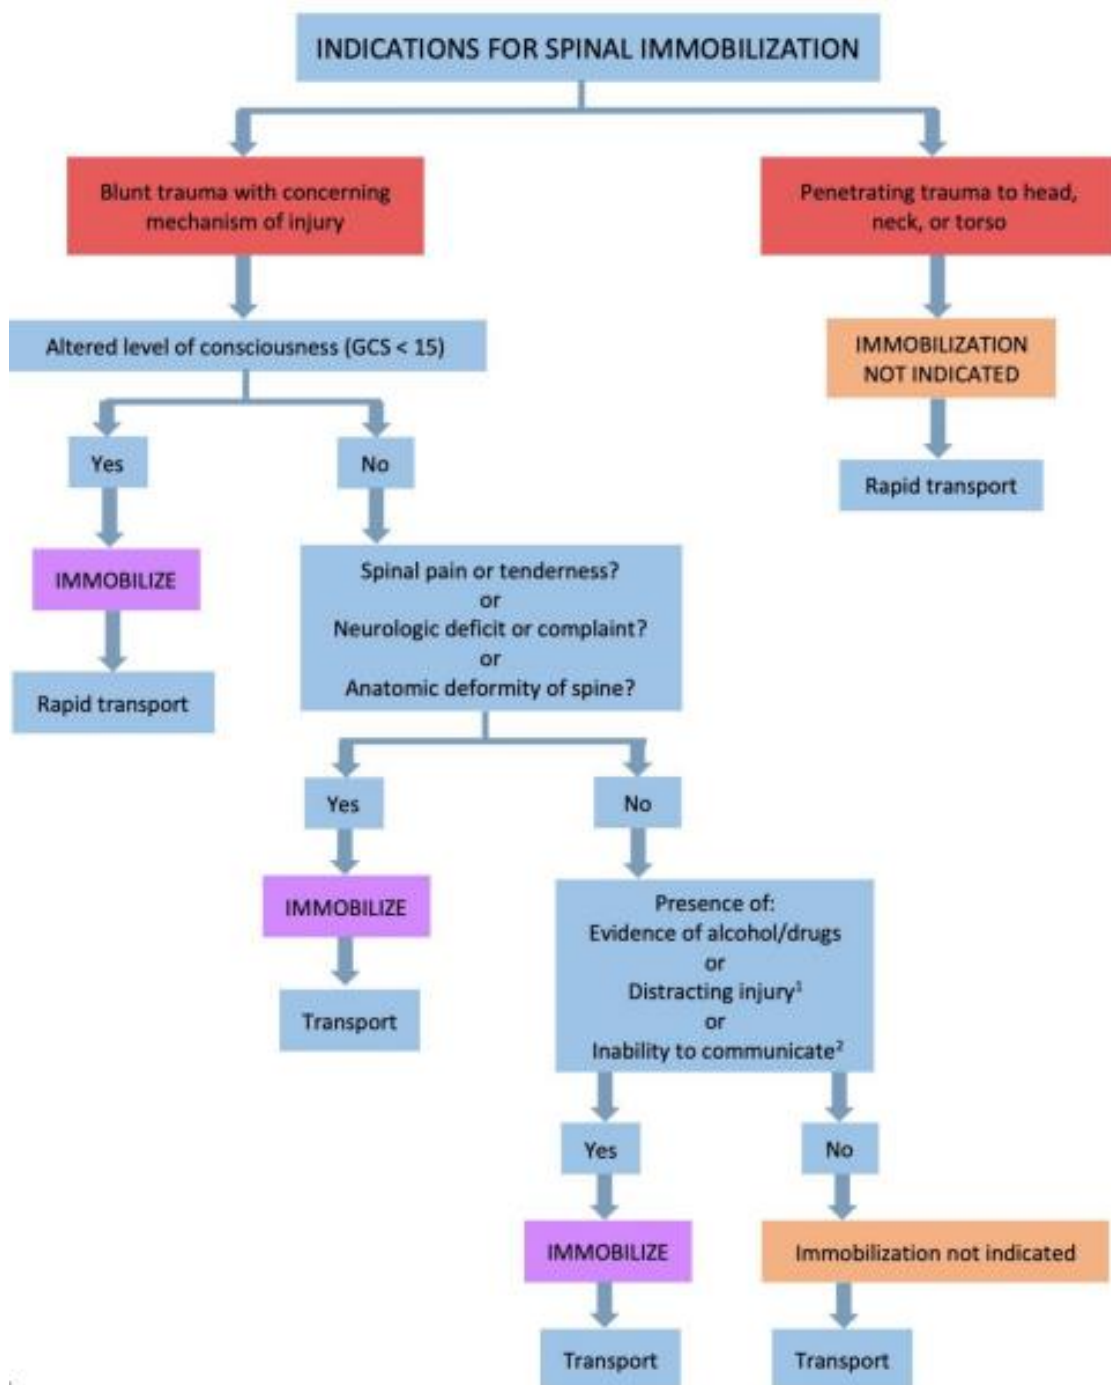 INDICATIONS FOR SPINAL IMMOBILIZATION
Blunt trauma with concerning
mechanism of injury
Penetrating trauma to head,
neck, or torso
Altered level of consciousness (GCS < 15)
IMMOBILIZATION
NOT INDICATED
Yes
No
Rapid transport
IMMOBILIZE
Spinal pain or tenderness?
or
Neurologic deficit or complaint?
or
Anatomic deformity of spine?
Rapid transport
Yes
No
IMMOBILIZE
Presence of:
Evidence of alcohol/drugs
or
Distracting injury¹
or
Inability to communicate²
Transport
Yes
No
IMMOBILIZE
Immobilization not indicated
Transport
Transport